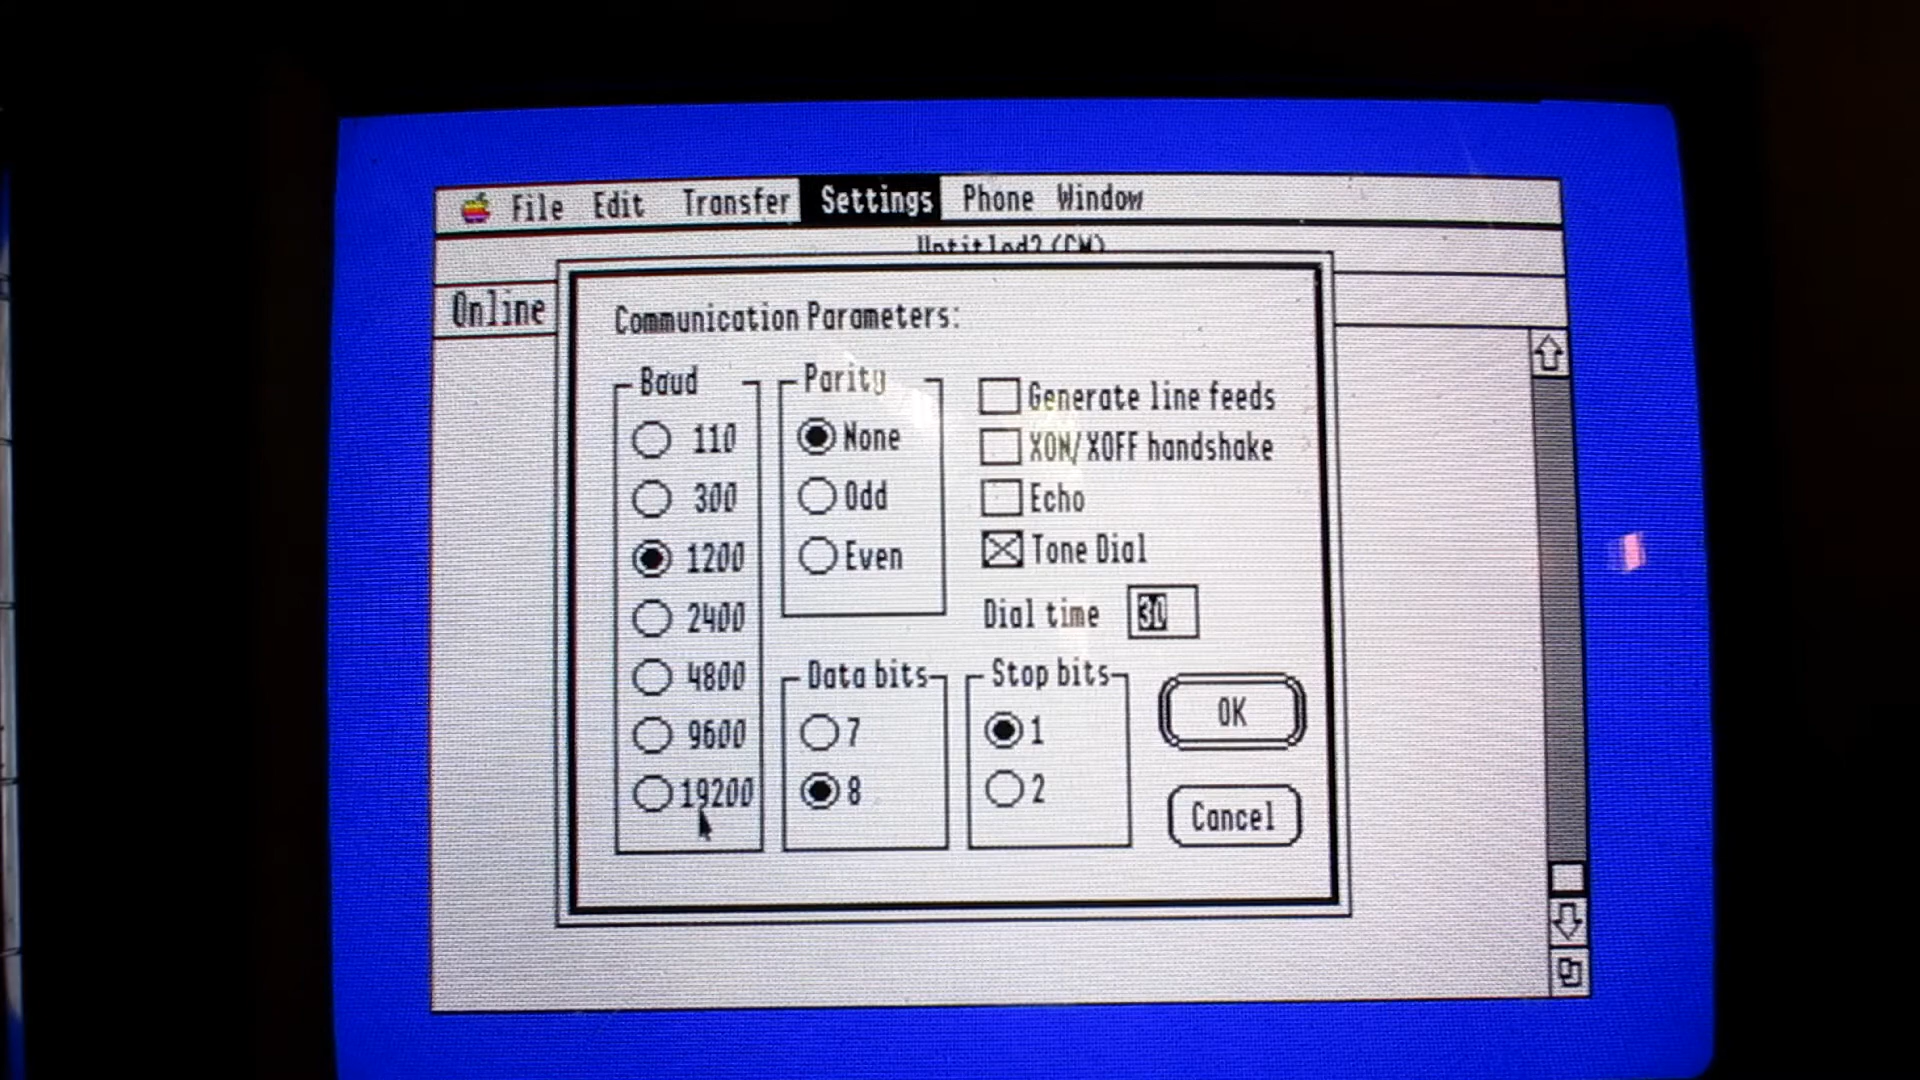 File Edit Transfer Settings Phone Window
Untitled2 (CM)
Online
Communication Parameters:
Baud
110
300
1200
2400
4800
9600
19200
Parity
None
Odd
Even
Generate line feeds
XON/XOFF handshake
Echo
Tone Dial
Dial time 30
Data bits
7
8
Stop bits
1
2
OK
Cancel